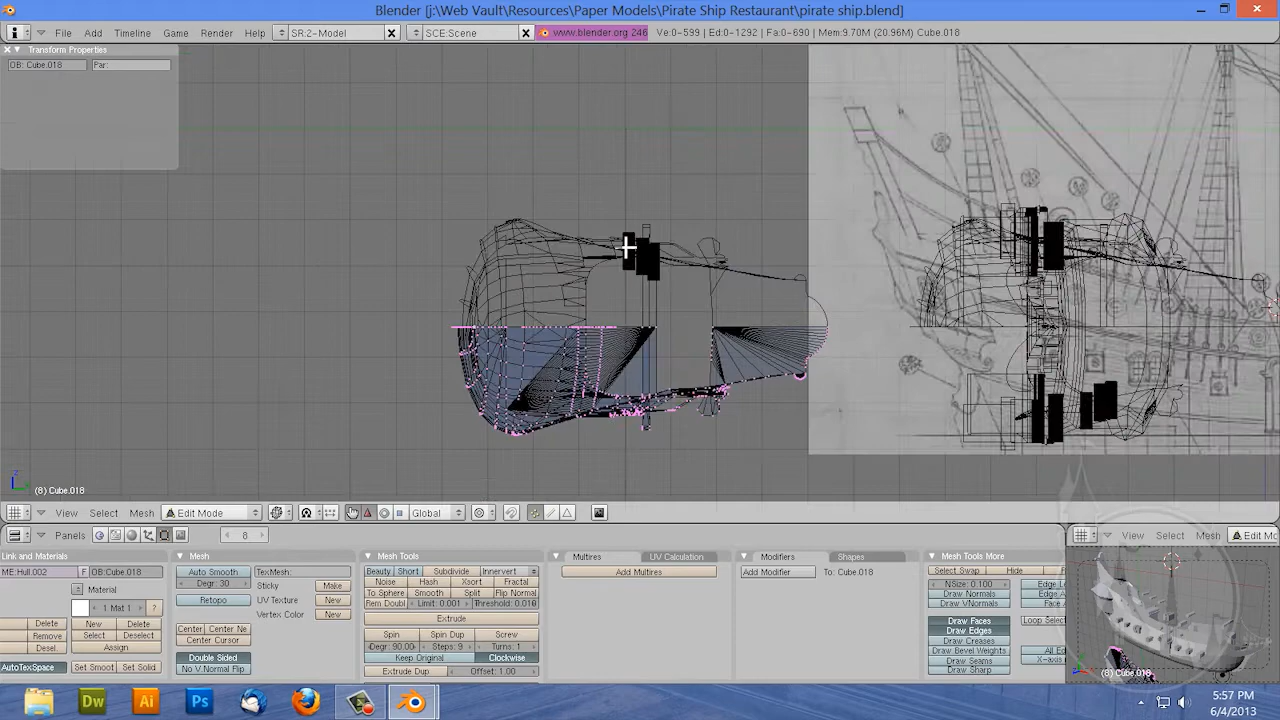 Blender [j:\Web Vault\Resources\Paper Models\Pirate Ship Restaurant\pirate ship.blend]
File Add Timeline Game Render Help SR:2-Model SCE:Scene www.blender.org 246 Ve:0-599 | Ed:0-1292 | Fa:0-690 | Mem:9.70M (20.96M) Cube.018
Transform Properties
OB: Cube.018 Par:
(8) Cube.018
View Select Mesh Edit Mode Global
Panels 8 View Select Mesh Edit Mo
Link and Materials Mesh Mesh Tools Multires UV Calculation Modifiers Shapes Mesh Tools More
ME:Hull.002 F OB:Cube.018 Auto Smooth TexMesh: Beauty Short Subdivide Innervert Add Multires Add Modifier To: Cube.018 Select Swap Hide
Degr: 30 Sticky Make Noise Hash Xsort Fractal NSize: 0.100
Material Retopo UV Texture New To Sphere Smooth Split Flip Normal Draw Normals
1 Mat 1 ? Vertex Color New Rem Doubl Limit: 0.001 Threshold: 0.010 Draw VNormals
Delete New Delete Center Center Ne Extrude Draw Faces Loop Selec
Remove Select Deselect Center Cursor Spin Spin Dup Screw Draw Edges
Desel. Assign Degr: 90.00 Steps: 9 Turns: 1 Draw Creases
Double Sided Keep Original Clockwise Draw Bevel Weights
AutoTexSpace Set Smoot Set Solid No V.Normal Flip Extrude Dup Offset: 1.00 Draw Seams X-axis
Draw Sharp
(8) Cube.018
Dw Ai Ps
5:57 PM
6/4/2013